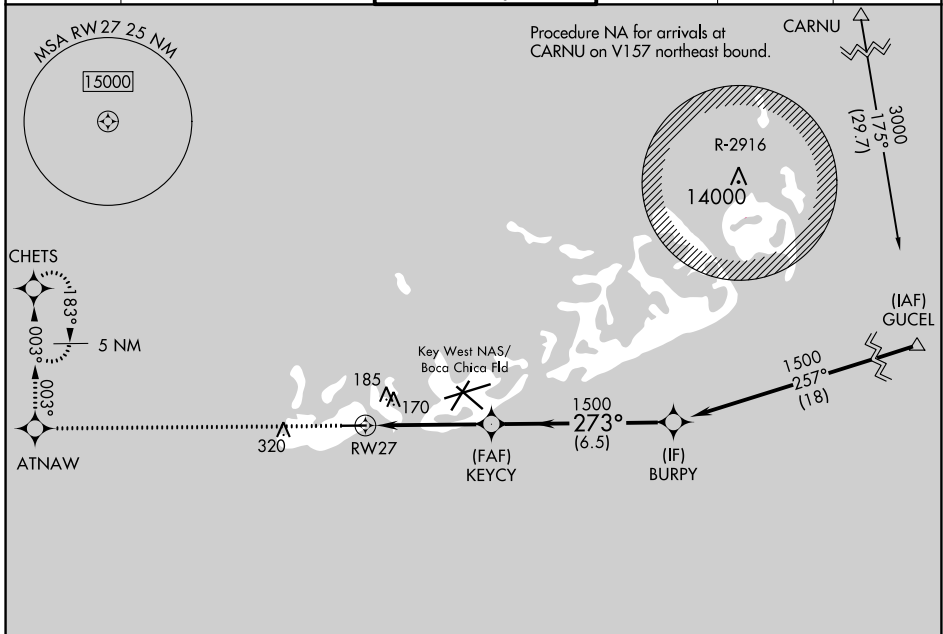 MSA RW27 25 NM
15000
Procedure NA for arrivals at
CARNU on V157 northeast bound.
CARNU
3000
175°
(29.7)
R-2916
14000
CHETS
183°
003°
5 NM
003°
ATNAW
(IAF)
GUCEL
1500
257°
(18)
Key West NAS/
Boca Chica Fld
185
170
320
RW27
1500
273°
(6.5)
(FAF)
KEYCY
(IF)
BURPY